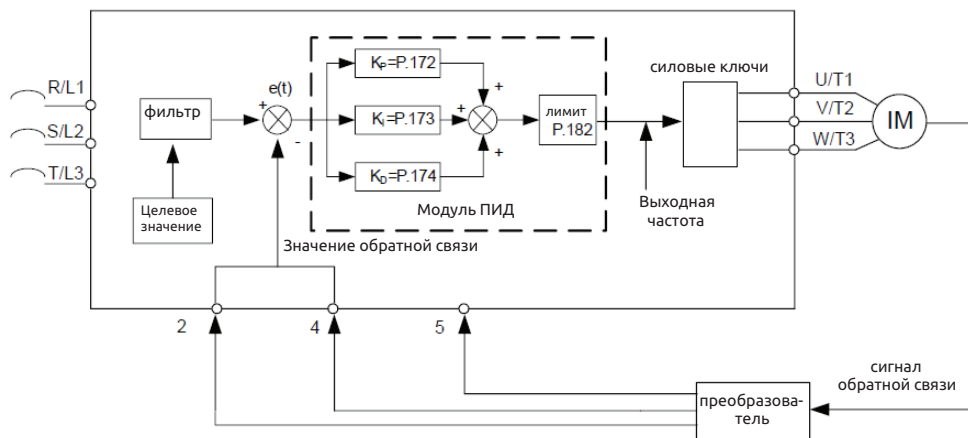 R/L1
S/L2
T/L3
фильтр
Целевое
значение
e(t)
+
-
KP=P.172
Ki=P.173
KD=P.174
+
+
+
Модуль ПИД
лимит
P.182
силовые ключи
Выходная
частота
U/T1
V/T2
W/T3
IM
Значение обратной связи
2
4
5
преобразова-
тель
сигнал
обратной связи